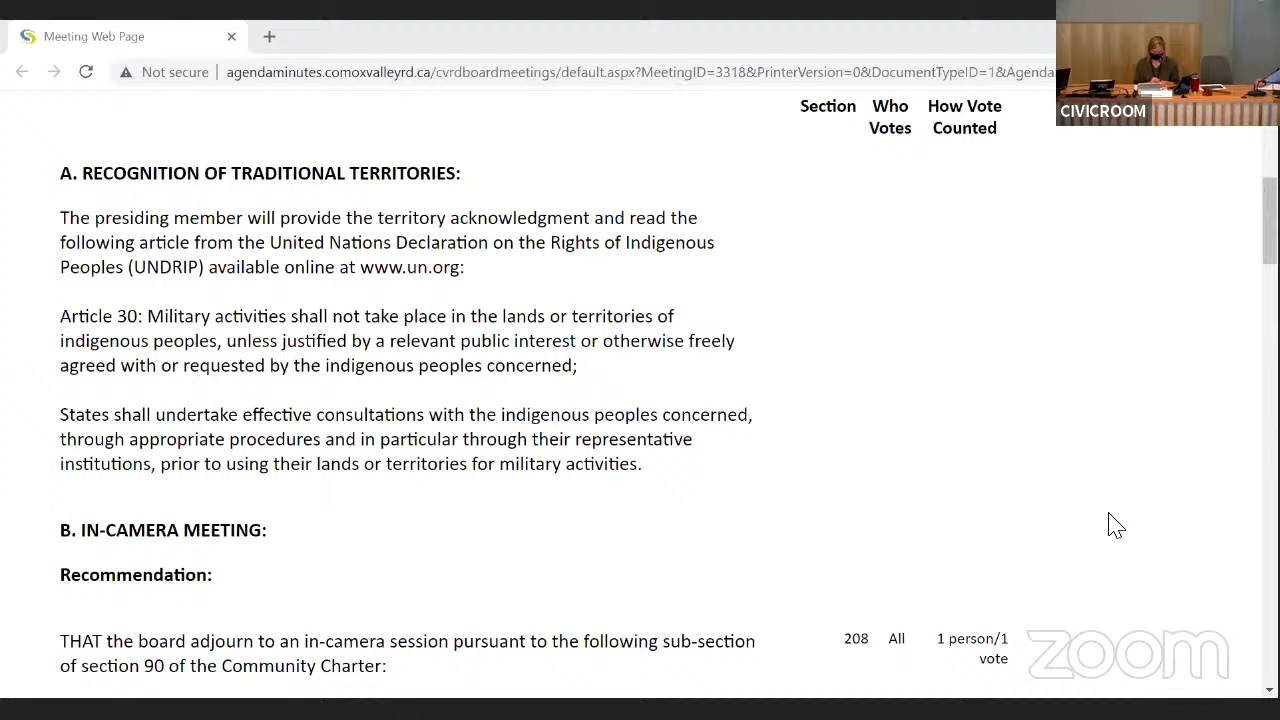 Meeting Web Page
Not secure
agendaminutes.comoxvalleyrd.ca/cvrdboardmeetings/default.aspx?MeetingID=3318&PrinterVersion=0&DocumentTypeID=1&Agenda
CIVICROOM
Section Who Votes How Vote Counted
A. RECOGNITION OF TRADITIONAL TERRITORIES:
The presiding member will provide the territory acknowledgment and read the
following article from the United Nations Declaration on the Rights of Indigenous
Peoples (UNDRIP) available online at www.un.org:
Article 30: Military activities shall not take place in the lands or territories of
indigenous peoples, unless justified by a relevant public interest or otherwise freely
agreed with or requested by the indigenous peoples concerned;
States shall undertake effective consultations with the indigenous peoples concerned,
through appropriate procedures and in particular through their representative
institutions, prior to using their lands or territories for military activities.
B. IN-CAMERA MEETING:
Recommendation:
THAT the board adjourn to an in-camera session pursuant to the following sub-section
of section 90 of the Community Charter:
208 All 1 person/1
vote
zoom